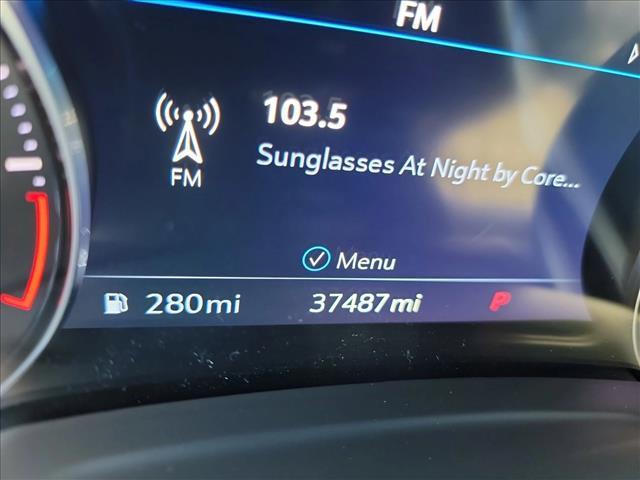 FM
103.5
FM
Sunglasses At Night by Core...
Menu
280mi 37487mi P